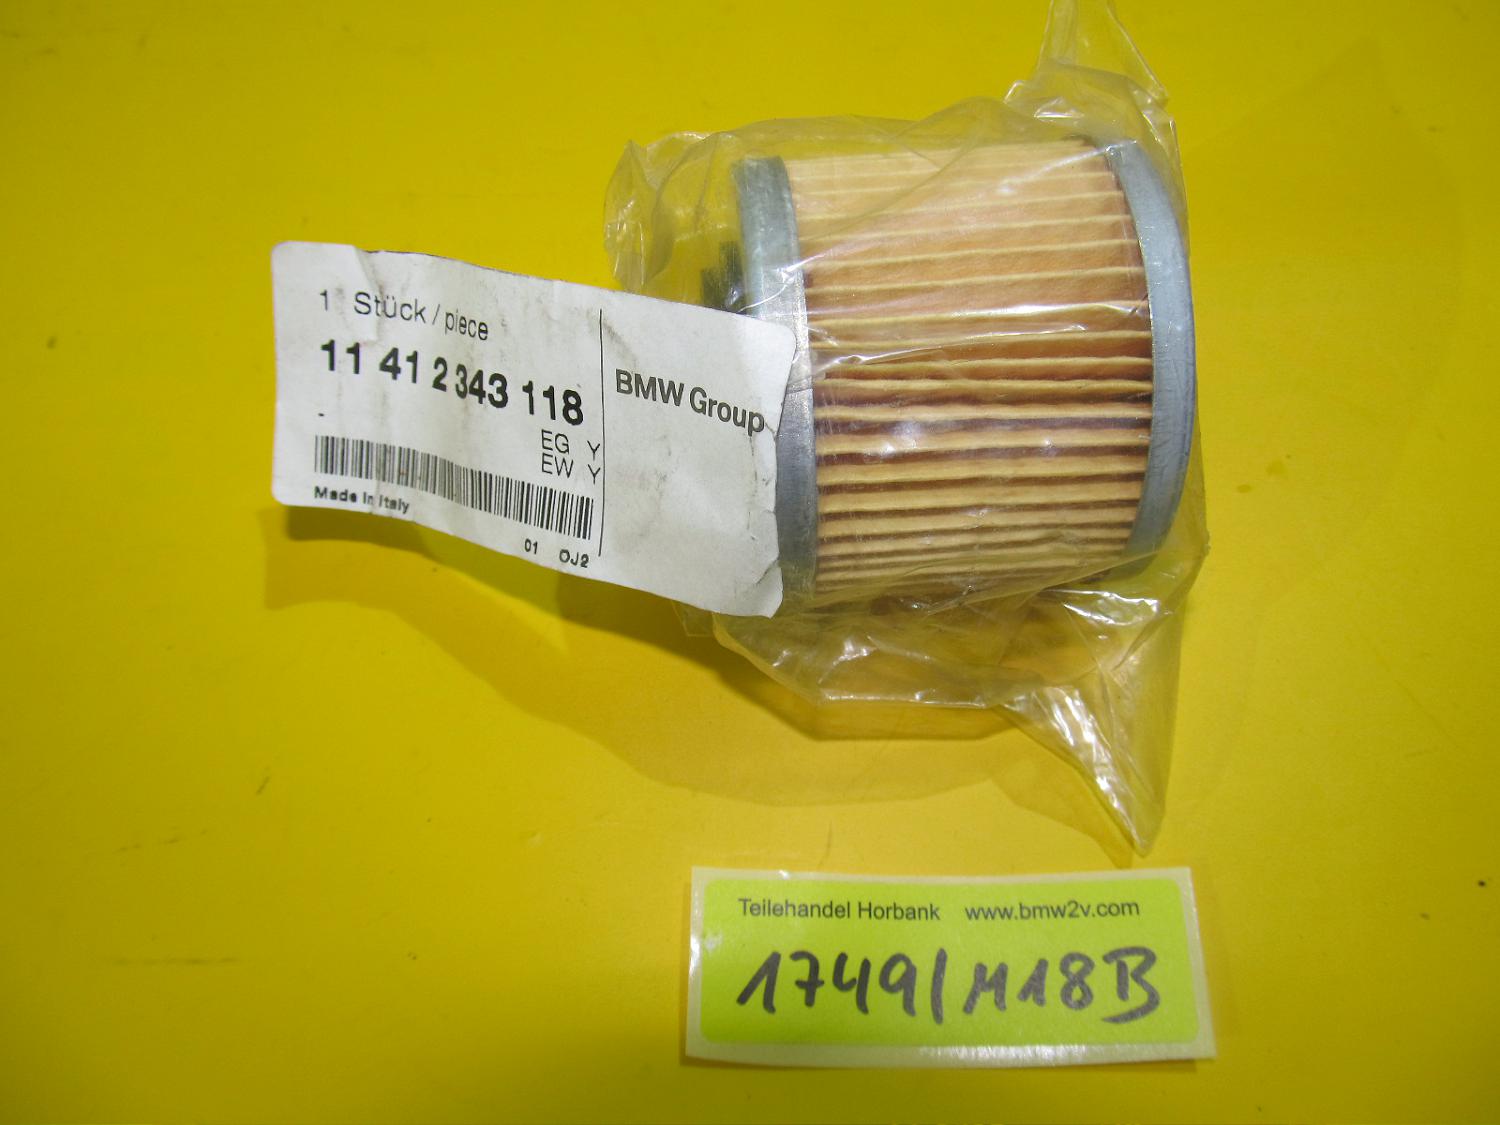 1 Stück / piece
11 41 2 343 118
-
BMW Group
EG Y
EW Y
Made in Italy
01 OJ2
Teilehandel Horbank www.bmw2v.com
1749/M18B